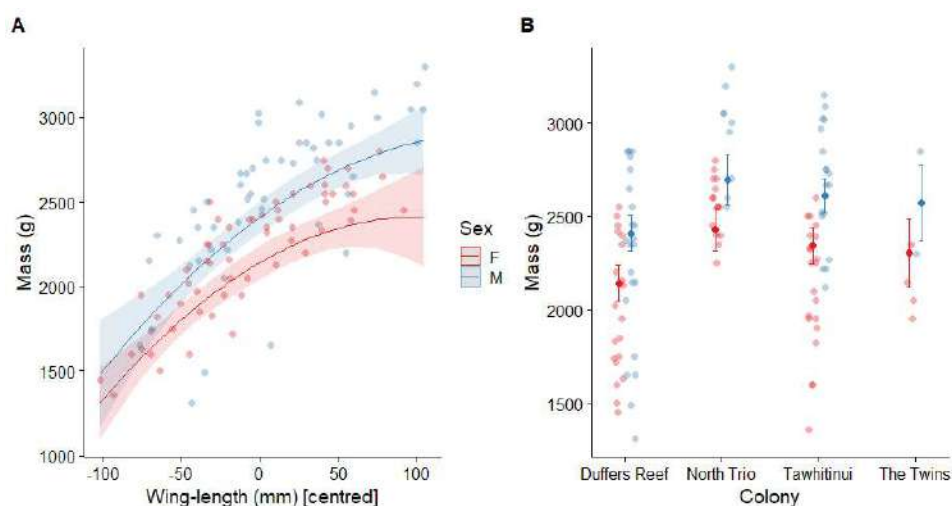 A
B
Mass (g)
3000
2500
2000
1500
1000
-100 -50 0 50 100
Wing-length (mm) [centred]
Sex
F
M
Mass (g)
3000
2500
2000
1500
Duffers Reef North Trio Tawhitinui The Twins
Colony